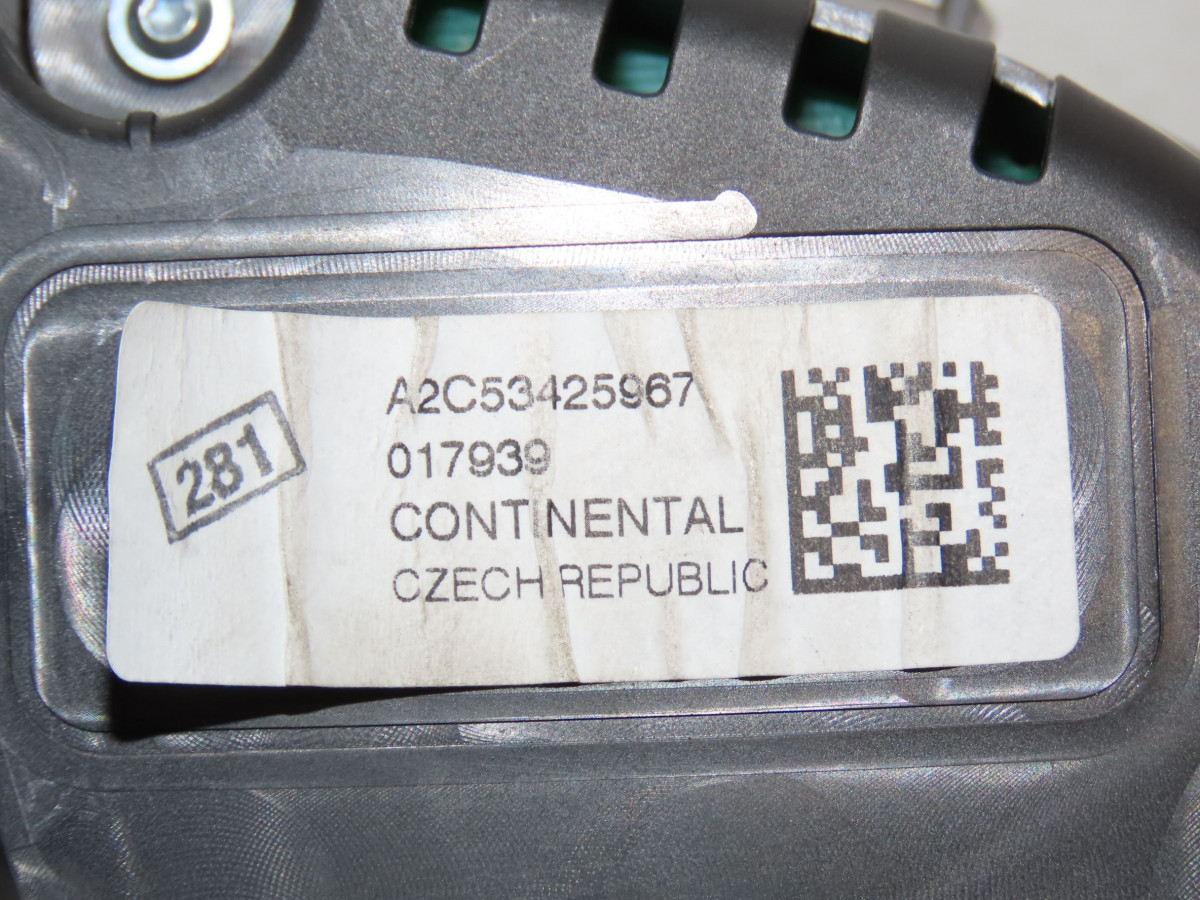 281
A2C53425967
017939
CONTINENTAL
CZECH REPUBLIC